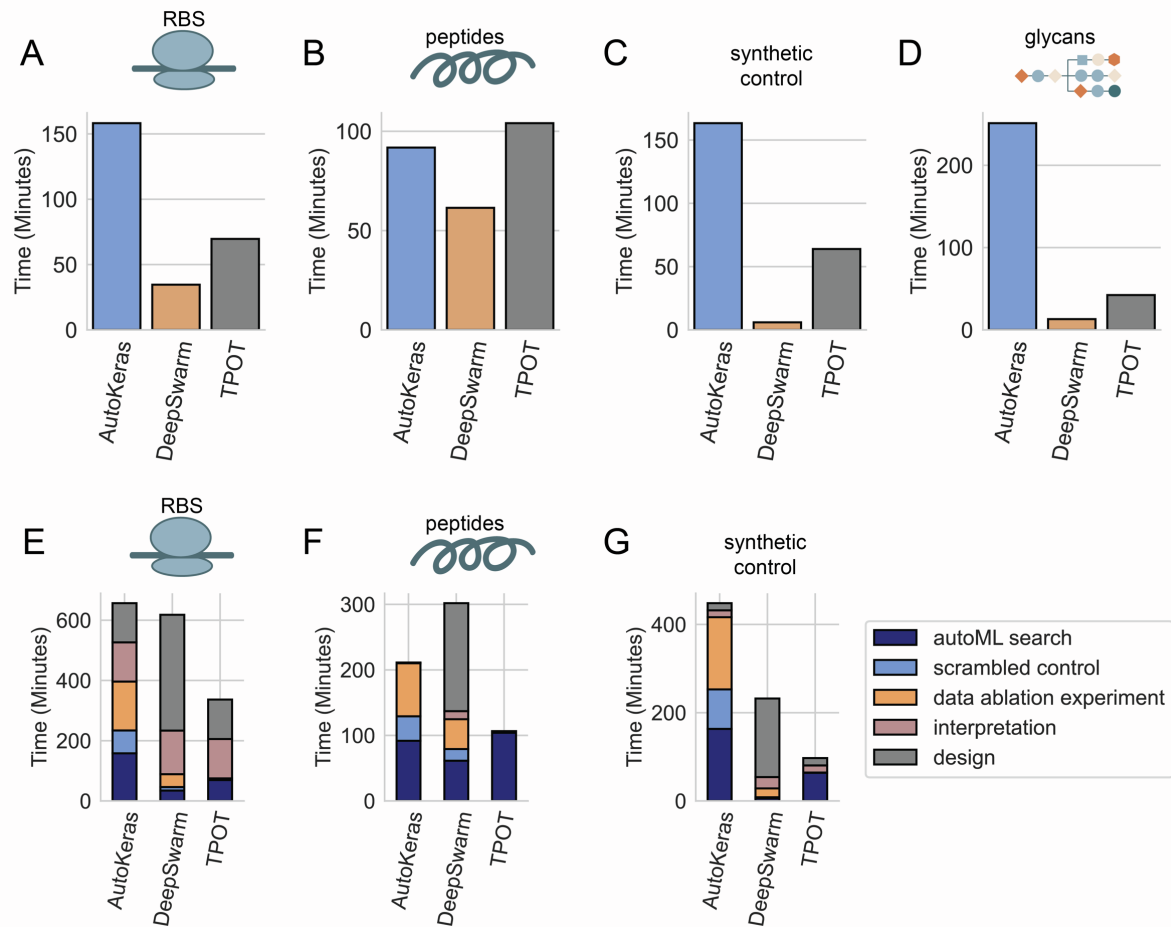 A
RBS
Time (Minutes)
150
100
50
0
AutoKeras
DeepSwarm
TPOT
B
peptides
Time (Minutes)
100
50
0
AutoKeras
DeepSwarm
TPOT
C
synthetic
control
Time (Minutes)
150
100
50
0
AutoKeras
DeepSwarm
TPOT
D
glycans
Time (Minutes)
200
100
0
AutoKeras
DeepSwarm
TPOT
E
RBS
Time (Minutes)
600
400
200
0
AutoKeras
DeepSwarm
TPOT
F
peptides
Time (Minutes)
300
200
100
0
AutoKeras
DeepSwarm
TPOT
G
synthetic
control
Time (Minutes)
400
200
0
AutoKeras
DeepSwarm
TPOT
autoML search
scrambled control
data ablation experiment
interpretation
design